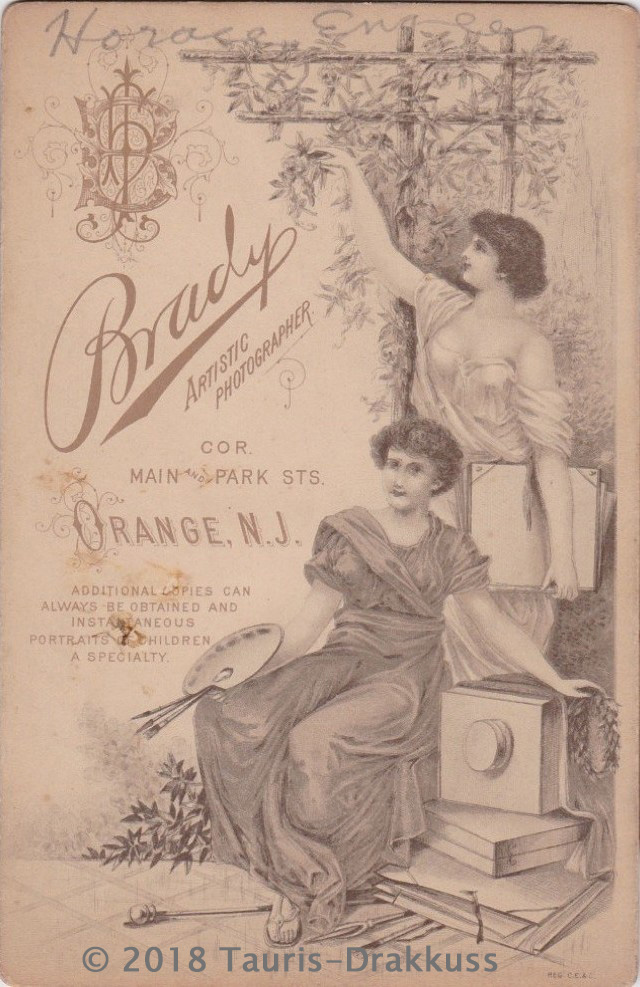 Horace
Brady
ARTISTIC
PHOTOGRAPHER.
COR.
MAIN AND PARK STS.
ORANGE, N.J.
ADDITIONAL COPIES CAN
ALWAYS BE OBTAINED AND
INSTANTANEOUS
PORTRAITS OF CHILDREN
A SPECIALTY.
© 2018 Tauris-Drakkuss
REG. C.E.& C.